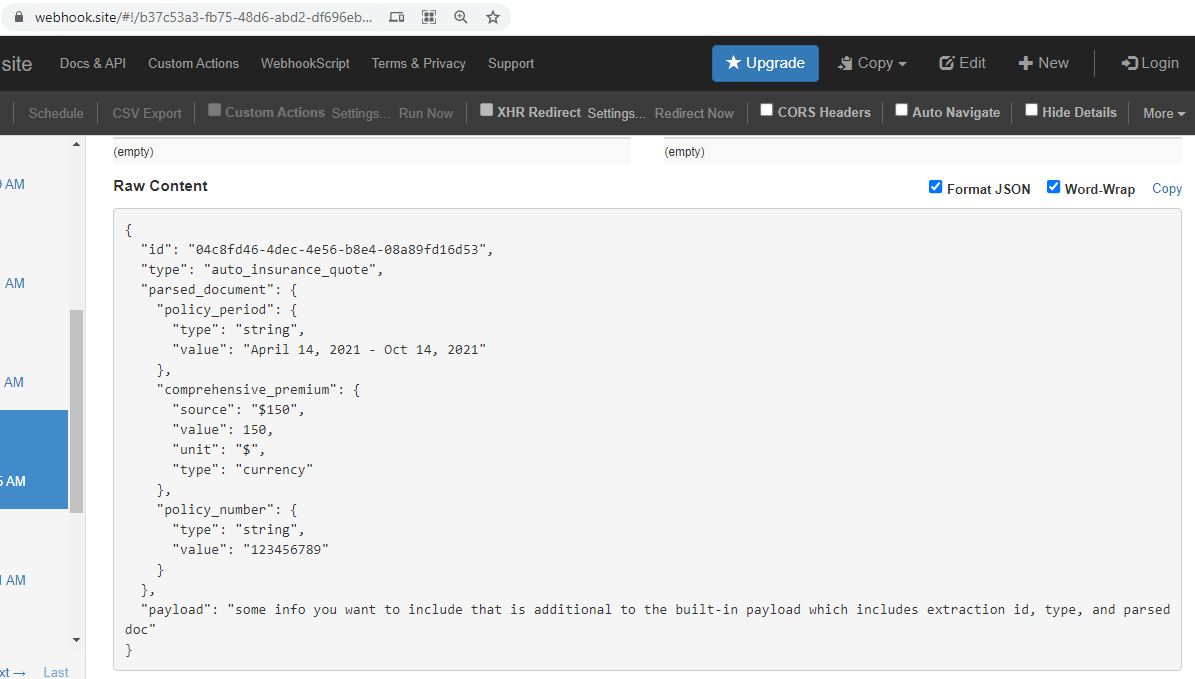 webhook.site/#!/b37c53a3-fb75-48d6-abd2-df696eb...
site Docs & API Custom Actions WebhookScript Terms & Privacy Support Upgrade Copy Edit New Login
Schedule CSV Export Custom Actions Settings... Run Now XHR Redirect Settings... Redirect Now CORS Headers Auto Navigate Hide Details More
(empty) (empty)
AM
Raw Content Format JSON Word-Wrap Copy
{
"id": "04c8fd46-4dec-4e56-b8e4-08a89fd16d53",
"type": "auto_insurance_quote",
AM
"parsed_document": {
"policy_period": {
"type": "string",
"value": "April 14, 2021 - Oct 14, 2021"
},
AM
"comprehensive_premium": {
"source": "$150",
"value": 150,
"unit": "$",
"type": "currency"
AM
},
"policy_number": {
"type": "string",
"value": "123456789"
}
AM
},
"payload": "some info you want to include that is additional to the built-in payload which includes extraction id, type, and parsed
doc"
}
xt → Last